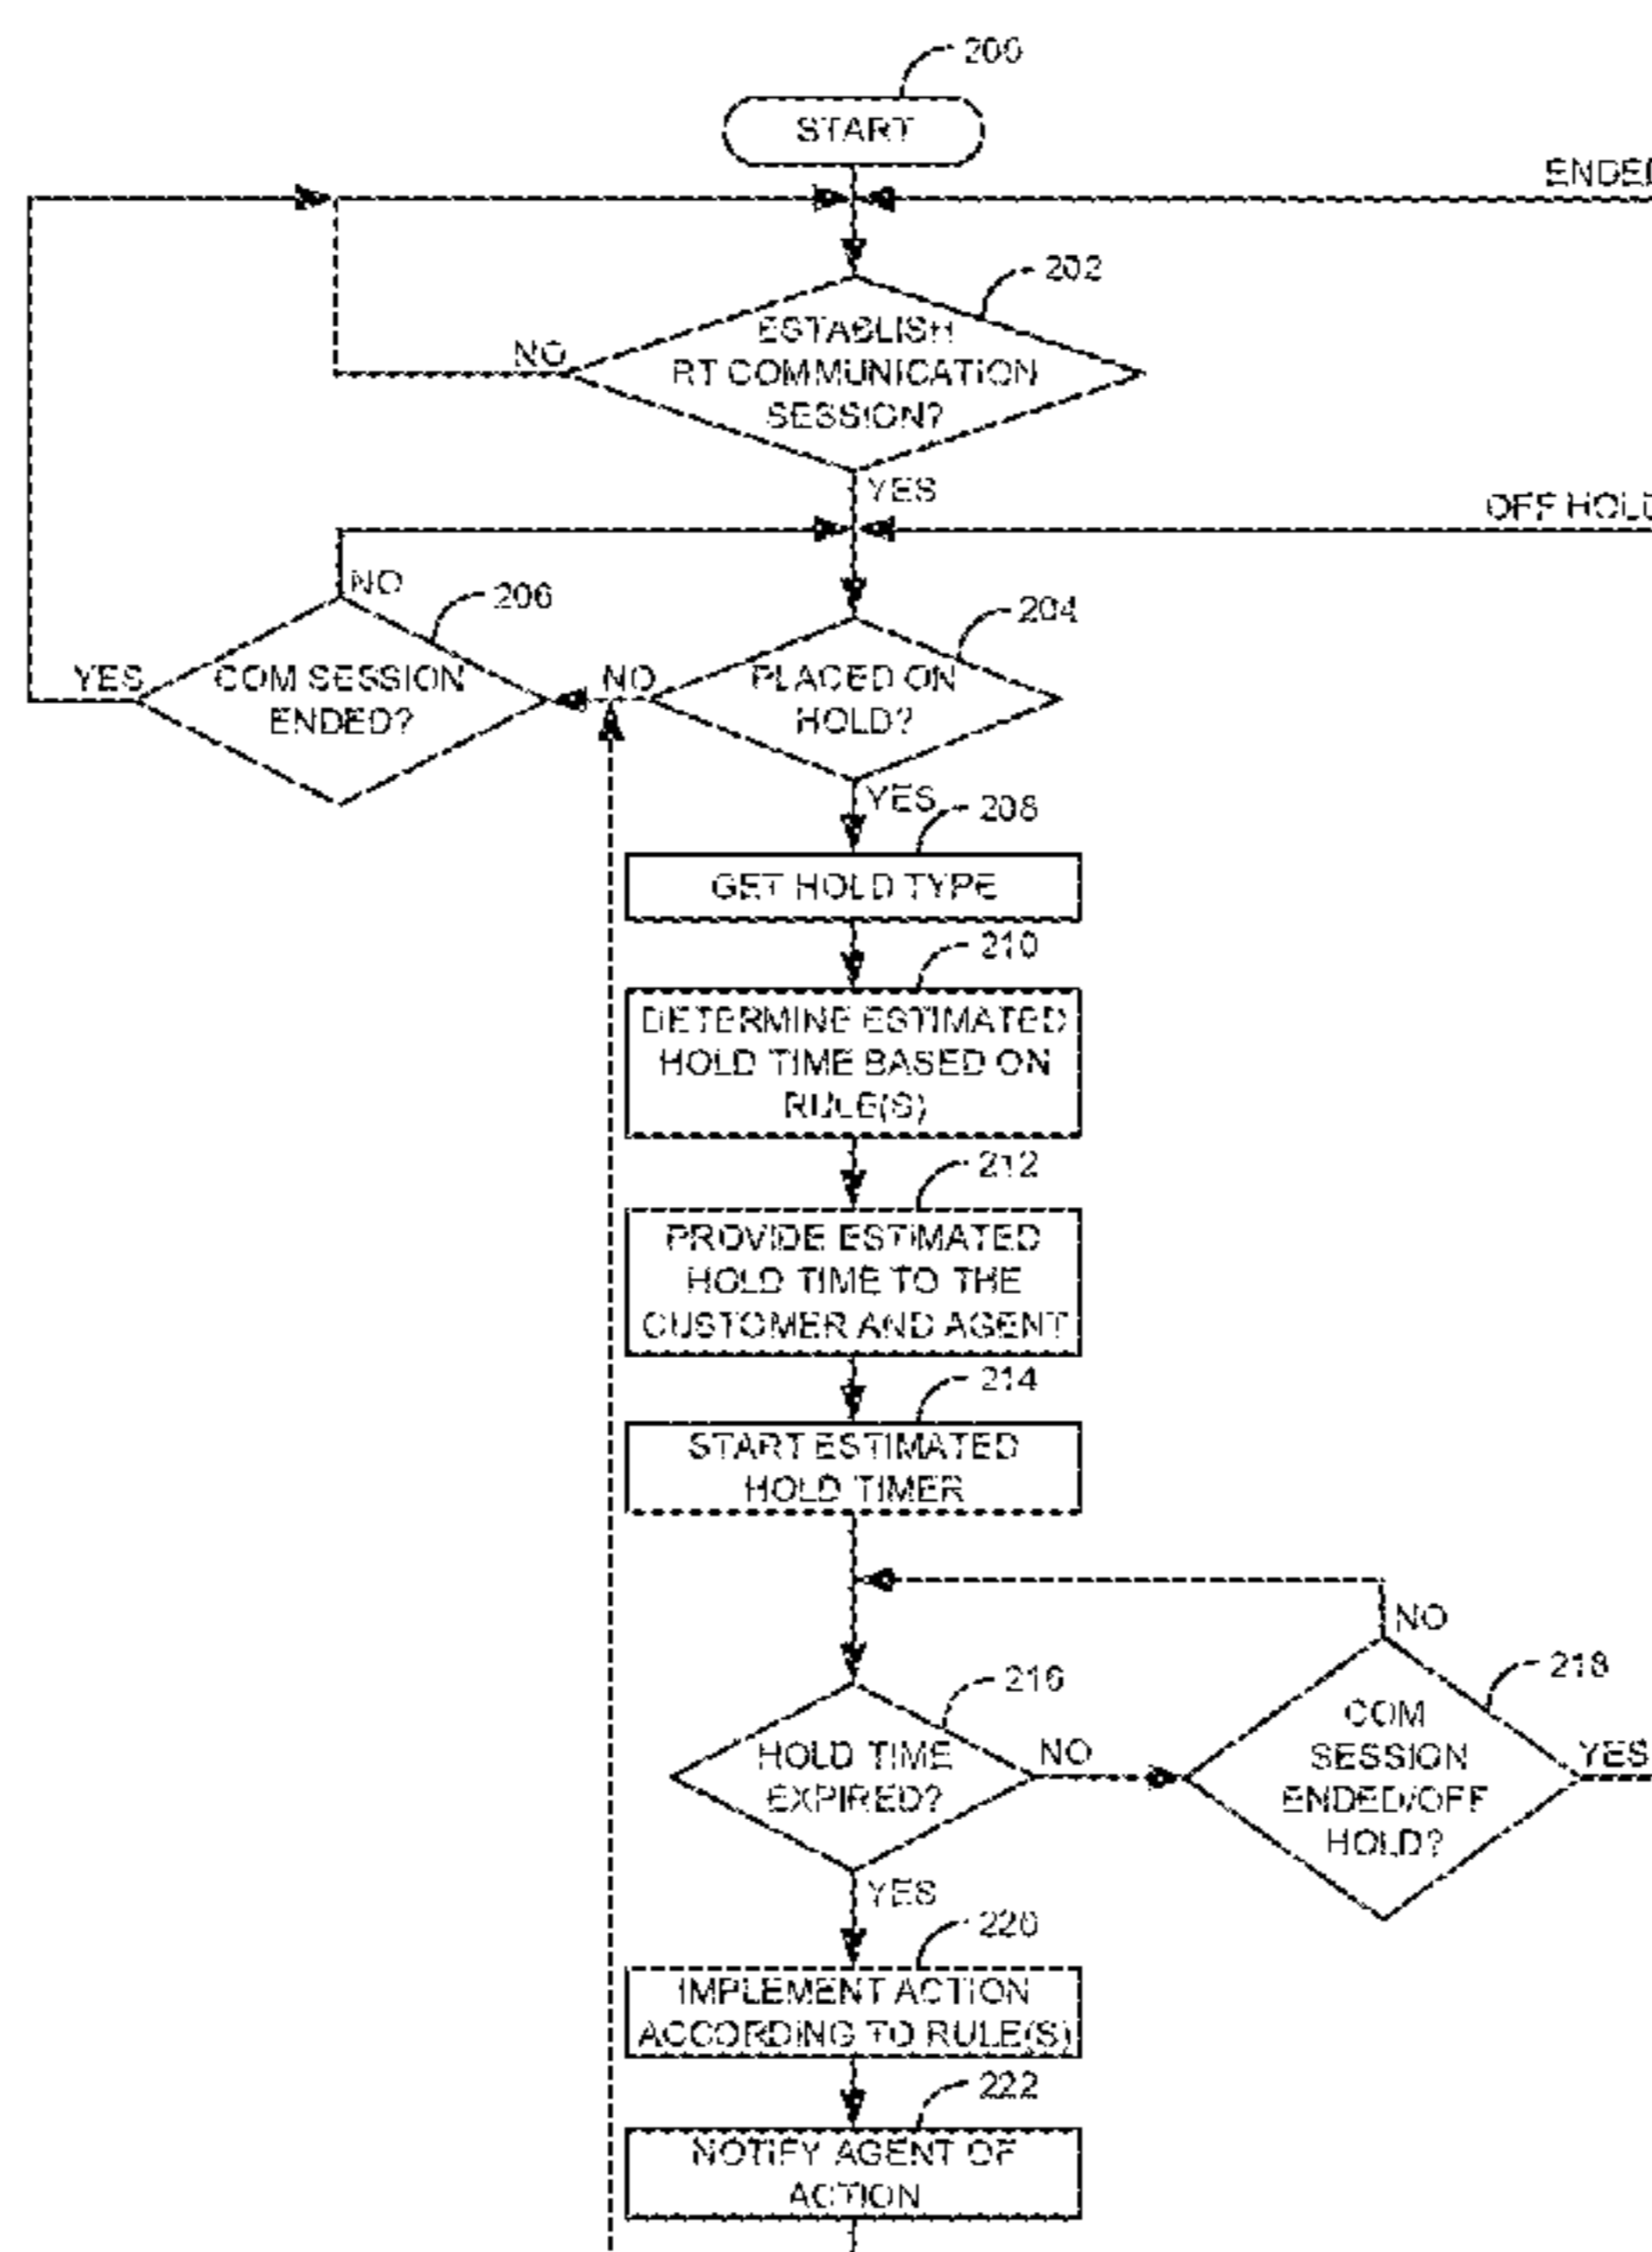 200
START
ENDED
202
ESTABLISH
RT COMMUNICATION
SESSION?
NO
YES
OFF HOLD
NO
206
204
YES
COM SESSION
ENDED?
NO
PLACED ON
HOLD?
YES
208
GET HOLD TYPE
210
DETERMINE ESTIMATED
HOLD TIME BASED ON
RULE(S)
212
PROVIDE ESTIMATED
HOLD TIME TO THE
CUSTOMER AND AGENT
214
START ESTIMATED
HOLD TIMER
NO
216
218
HOLD TIME
EXPIRED?
NO
COM
SESSION
ENDED/OFF
HOLD?
YES
YES
220
IMPLEMENT ACTION
ACCORDING TO RULE(S)
222
NOTIFY AGENT OF
ACTION